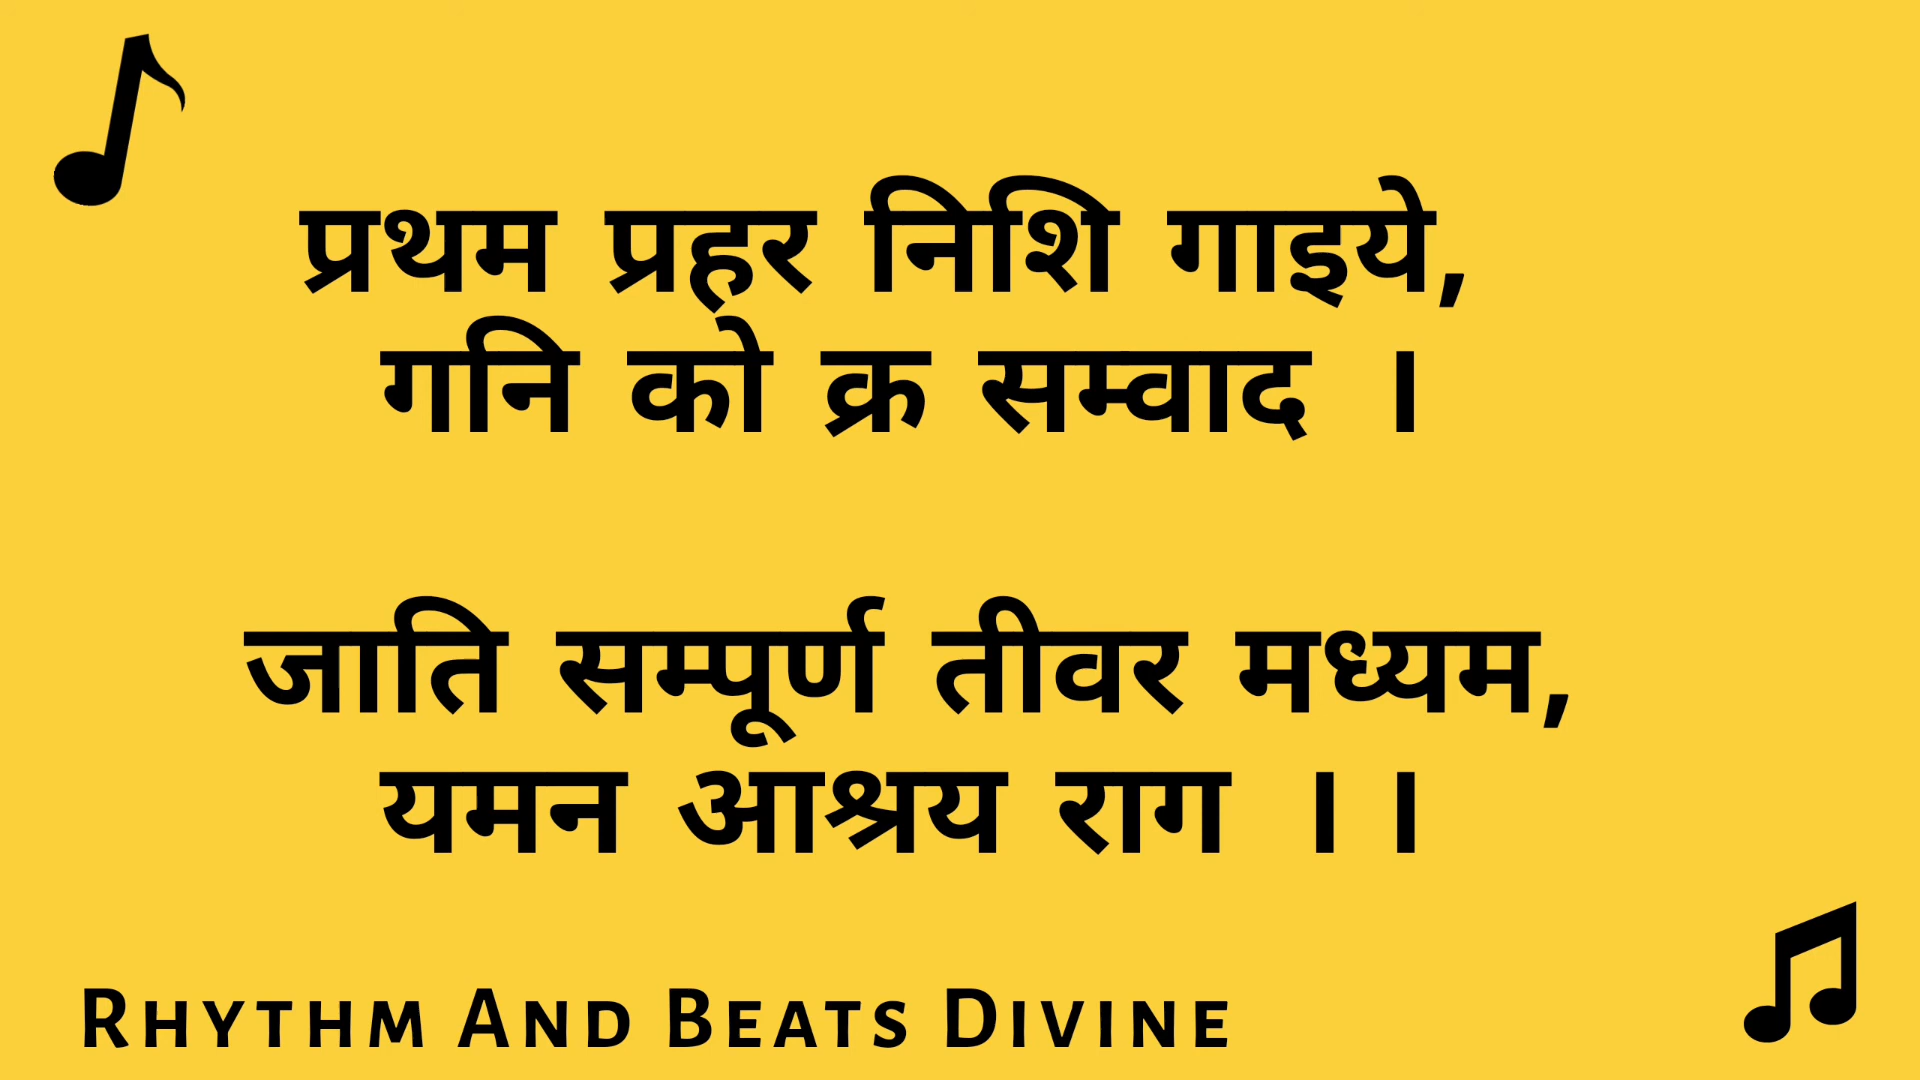 प्रथम प्रहर निशि गाइये,
गनि को क्र सम्वाद ।
जाति सम्पूर्ण तीवर मध्यम,
यमन आश्रय राग ।।
Rhythm And Beats Divine